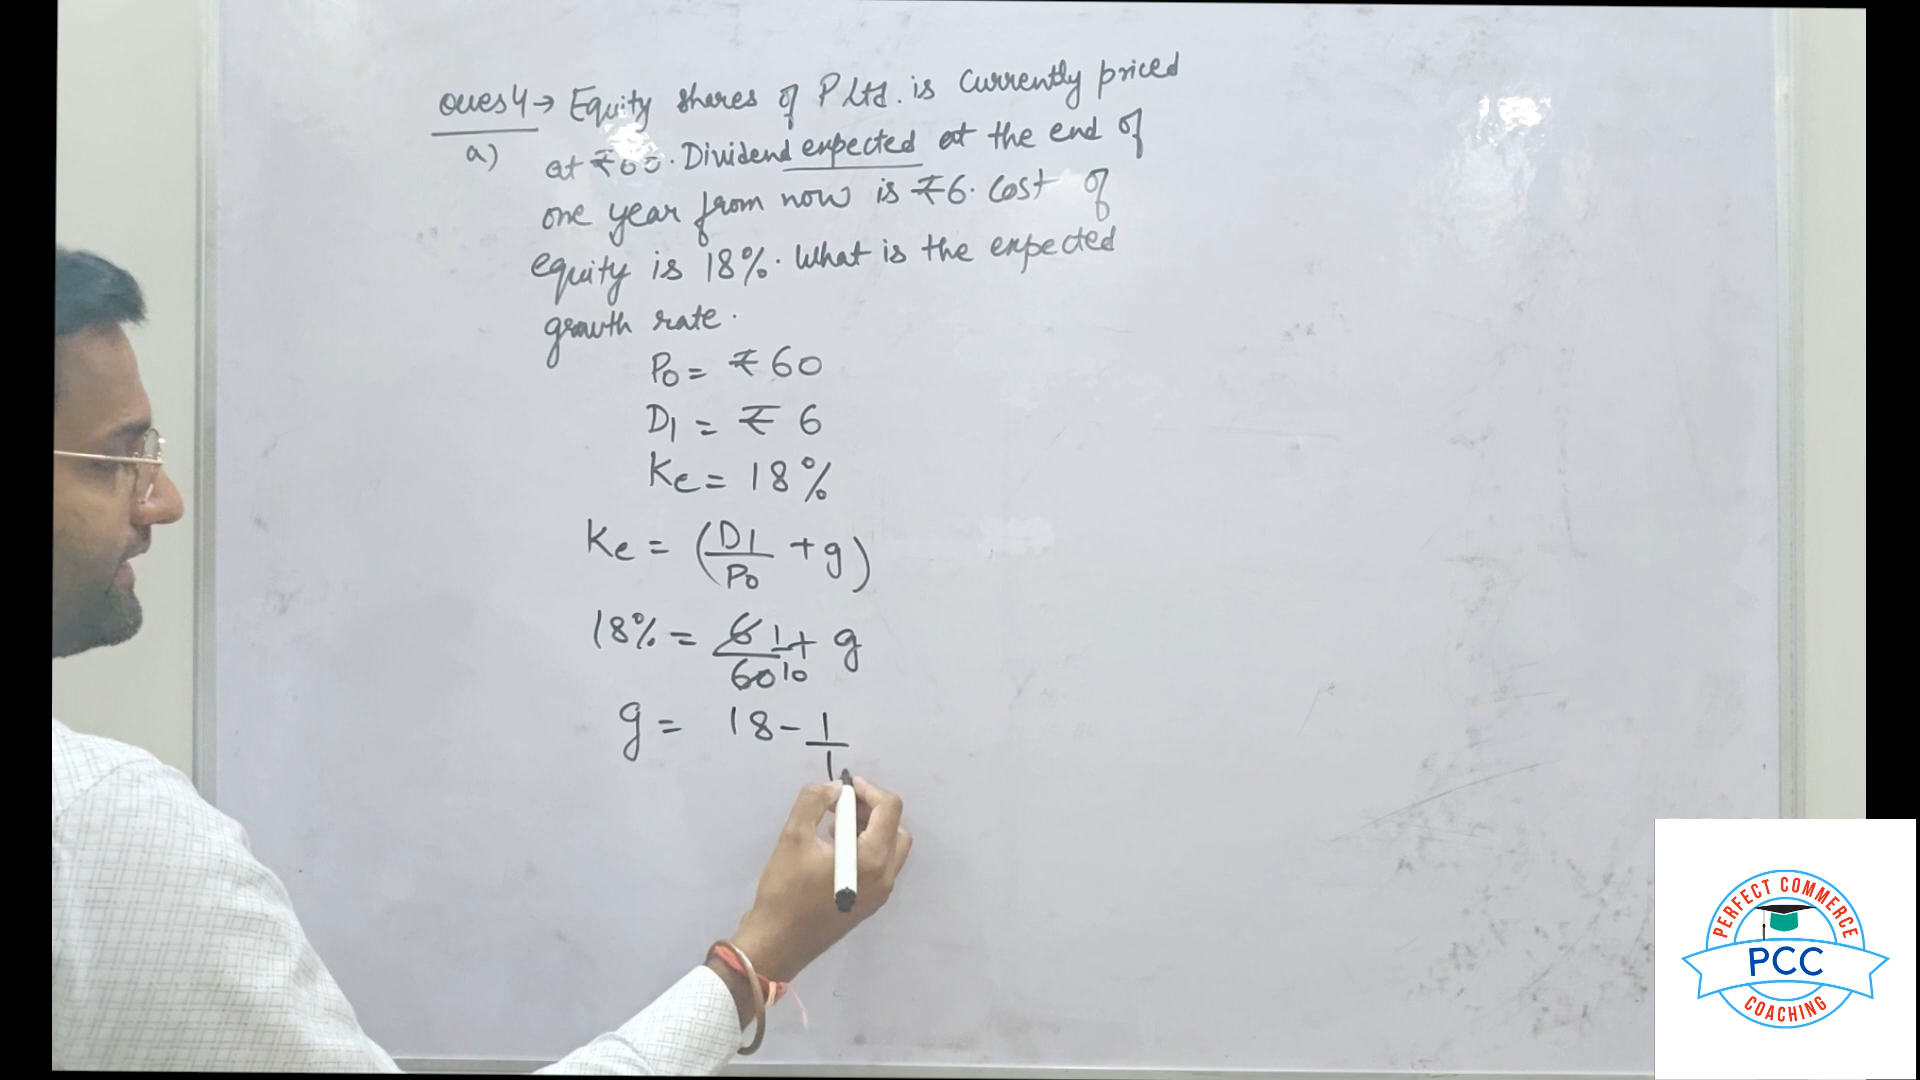 Ques 4 → Equity shares of P Ltd. is currently priced
a) at ₹60. Dividend expected at the end of
one year from now is ₹6. Cost of
equity is 18%. What is the expected
growth rate.
P0 = ₹ 60
D1 = ₹ 6
Ke = 18%
Ke = (D1/P0 + g)
18% = 6 1/60 10 + g
g = 18 - 1/1
PERFECT COMMERCE
PCC
COACHING